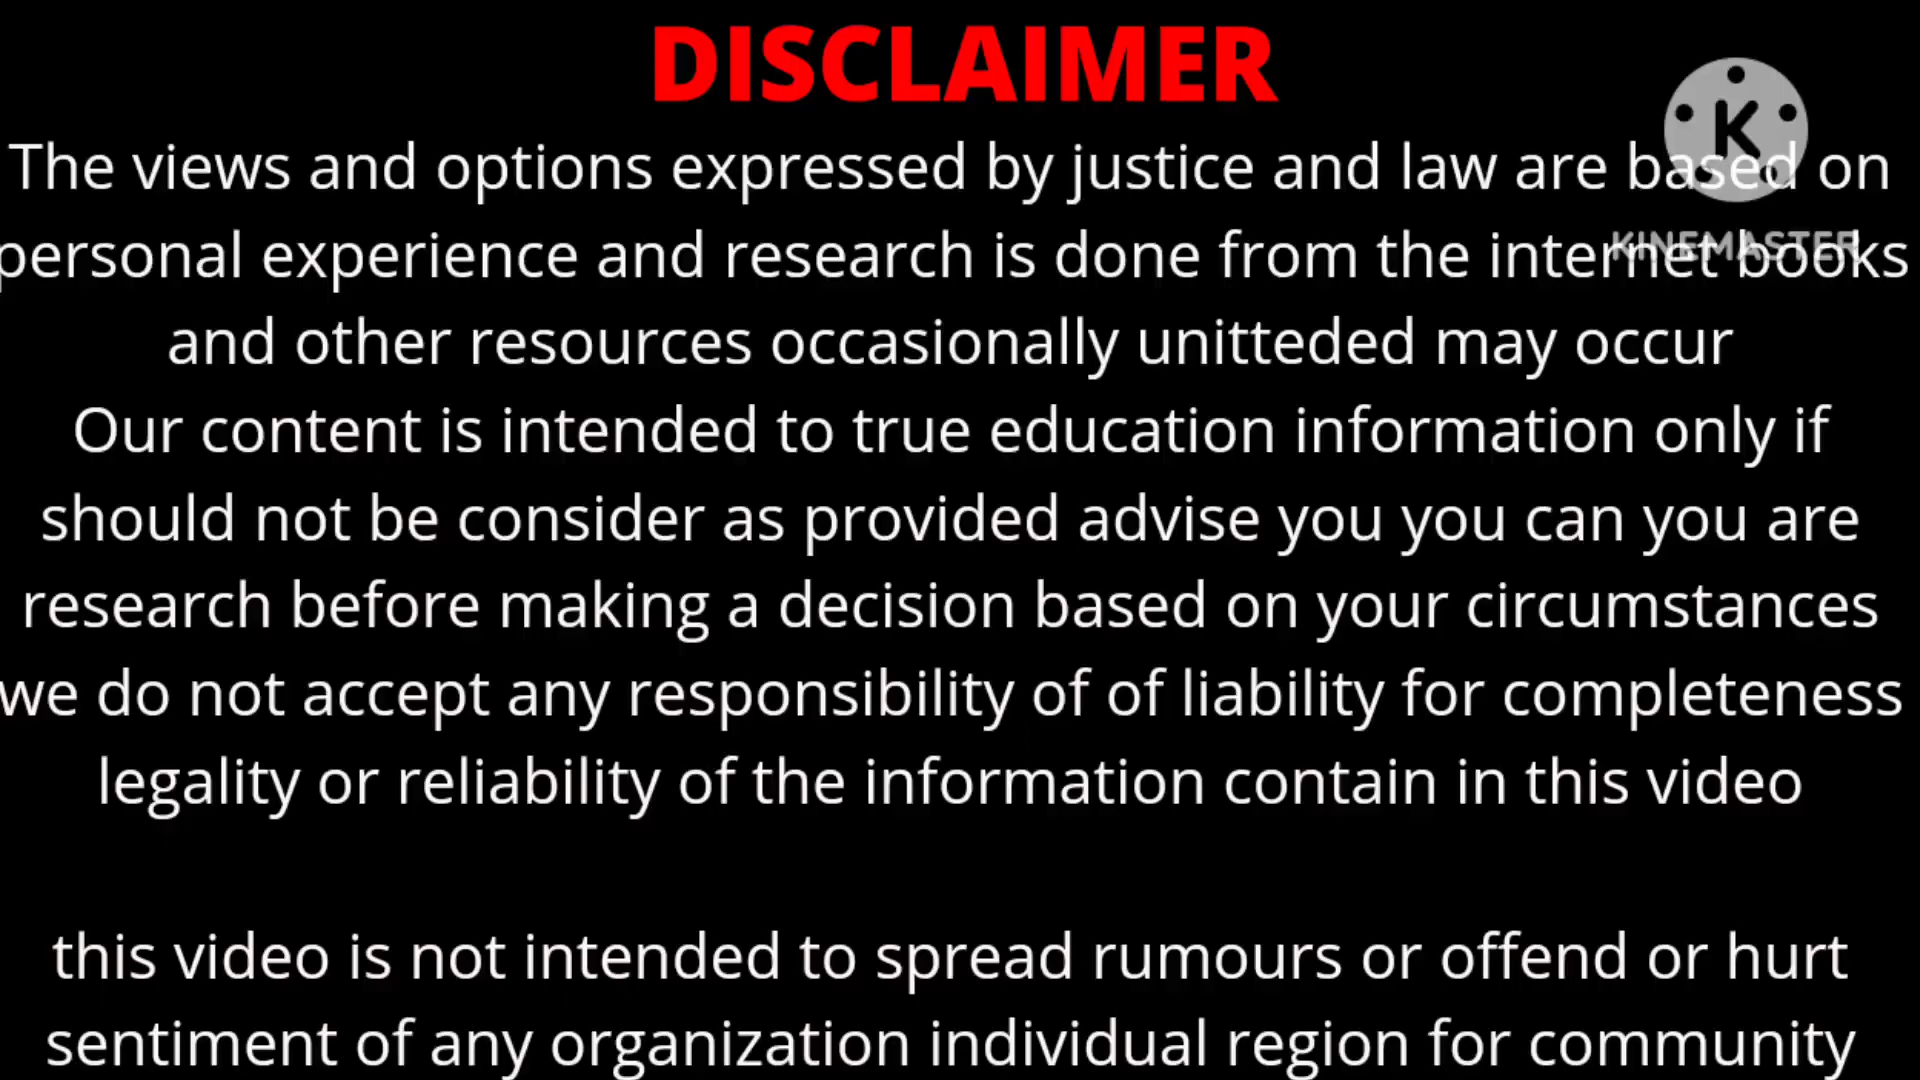 DISCLAIMER
The views and options expressed by justice and law are based on
personal experience and research is done from the internet books
and other resources occasionally unitteded may occur
Our content is intended to true education information only if
should not be consider as provided advise you you can you are
research before making a decision based on your circumstances
we do not accept any responsibility of of liability for completeness
legality or reliability of the information contain in this video
this video is not intended to spread rumours or offend or hurt
sentiment of any organization individual region for community
K
KINEMASTER